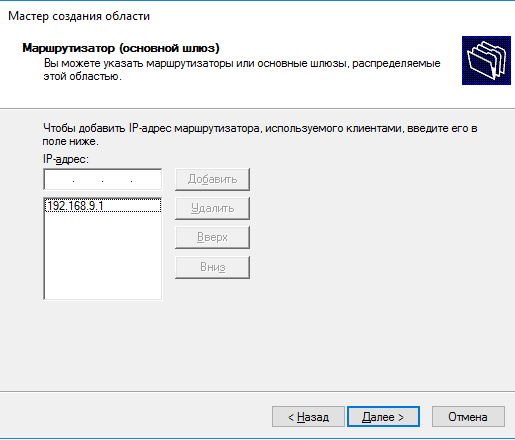 Мастер создания области
Маршрутизатор (основной шлюз)
Вы можете указать маршрутизаторы или основные шлюзы, распределяемые
этой областью.
Чтобы добавить IP-адрес маршрутизатора, используемого клиентами, введите его в
поле ниже.
IP-адрес:
. . .
Добавить
192.168.9.1
Удалить
Вверх
Вниз
< Назад
Далее >
Отмена